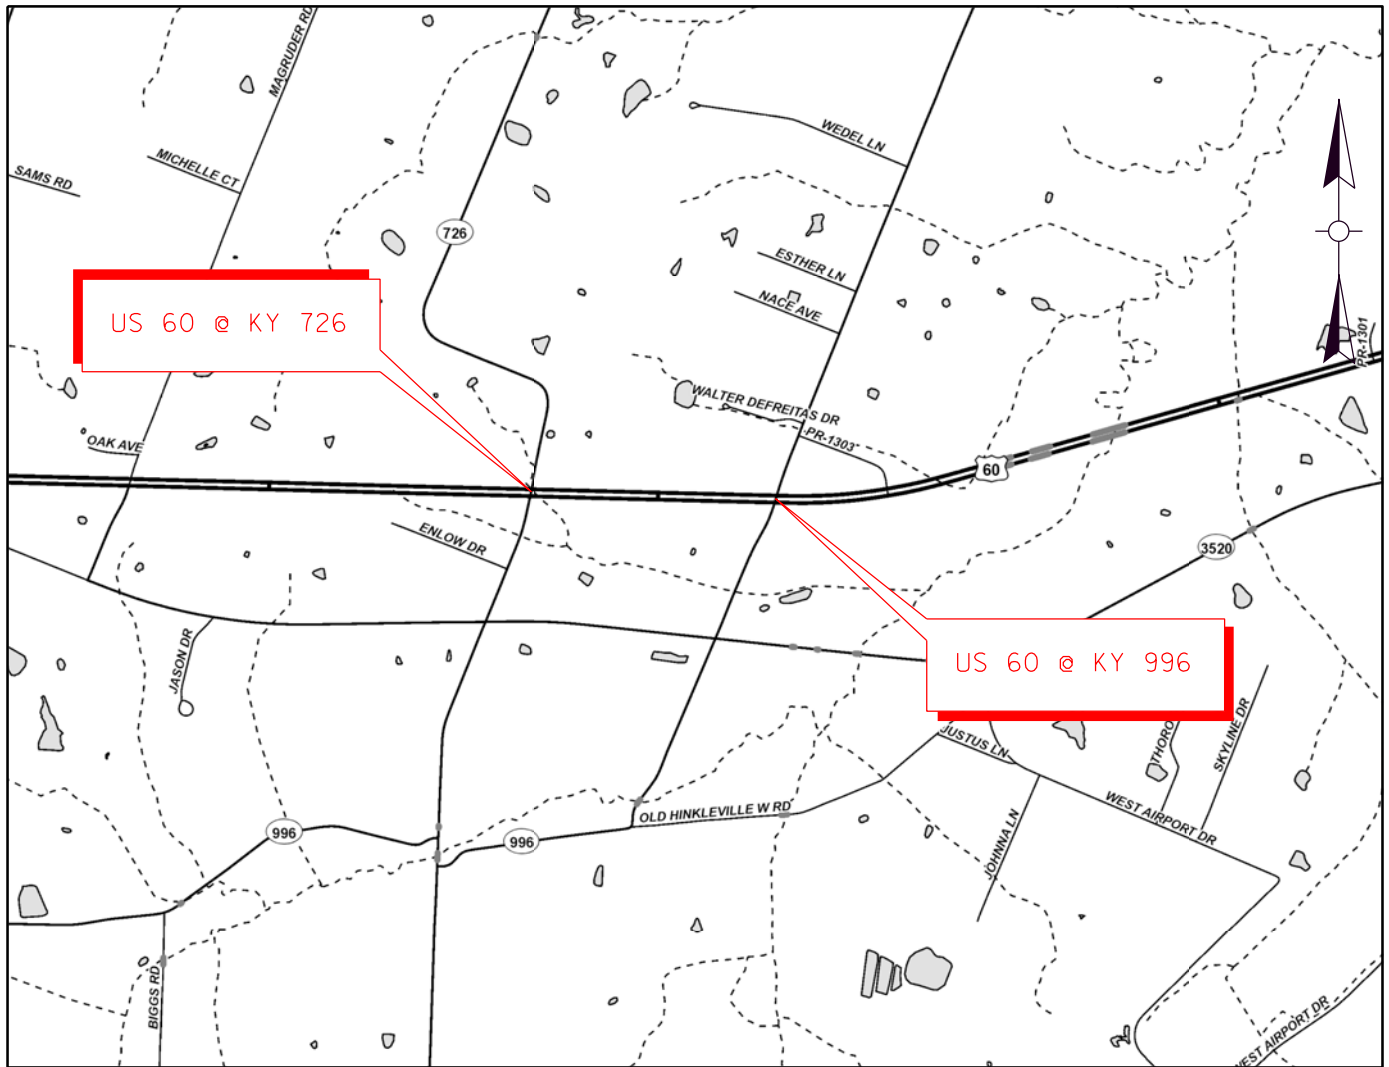 MAGRUDER RD
WEDEL LN
MICHELLE CT
SAMS RD
726
ESTHER LN
NACE AVE
US 60 @ KY 726
PR-1301
WALTER DEFREITAS DR
PR-1303
OAK AVE
60
ENLOW DR
3520
JASON DR
US 60 @ KY 996
THORO
SKYLINE DR
JUSTUS LN
WEST AIRPORT DR
OLD HINKLEVILLE W RD
996
996
JOHNNA LN
BIGGS RD
WEST AIRPORT DR